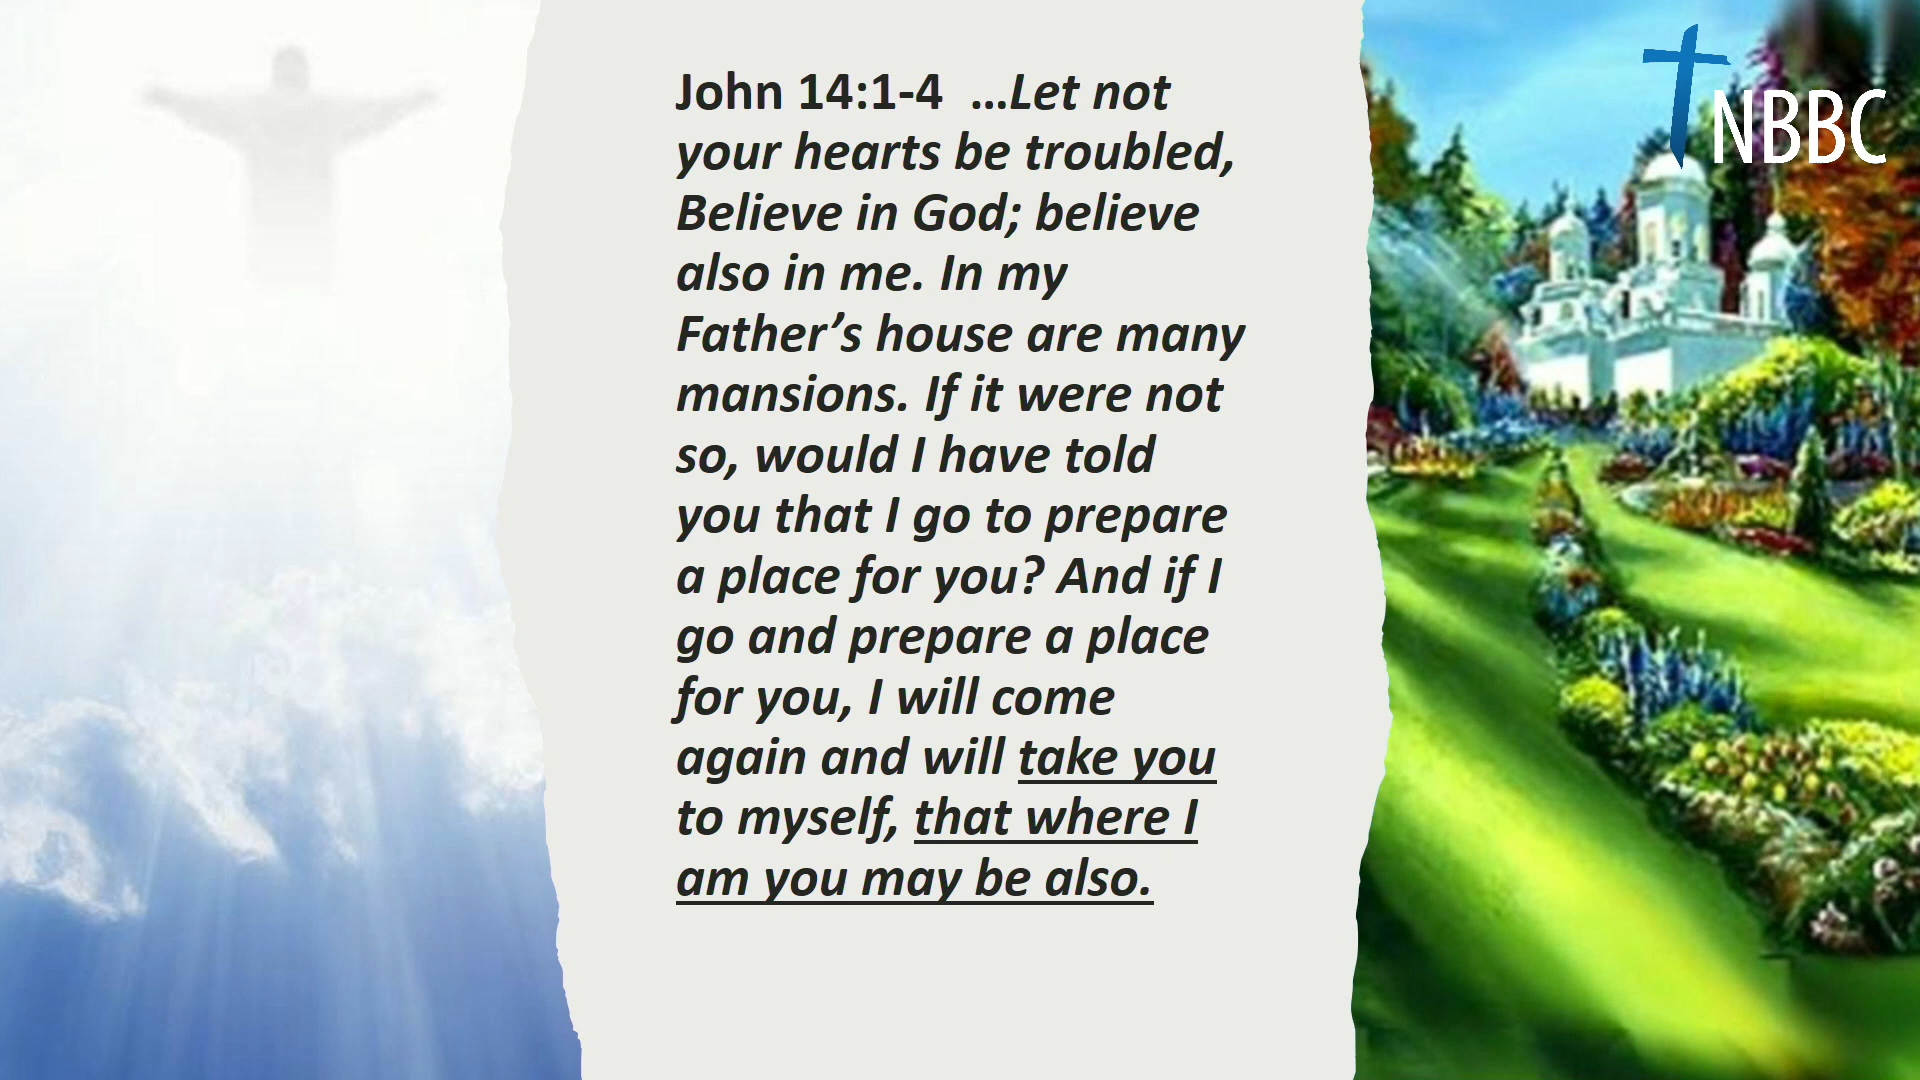 John 14:1-4 …Let not
your hearts be troubled,
Believe in God; believe
also in me. In my
Father’s house are many
mansions. If it were not
so, would I have told
you that I go to prepare
a place for you? And if I
go and prepare a place
for you, I will come
again and will take you
to myself, that where I
am you may be also.
NBBC